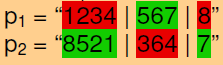 p₁ = “1234 | 567 | 8”
p₂ = “8521 | 364 | 7”